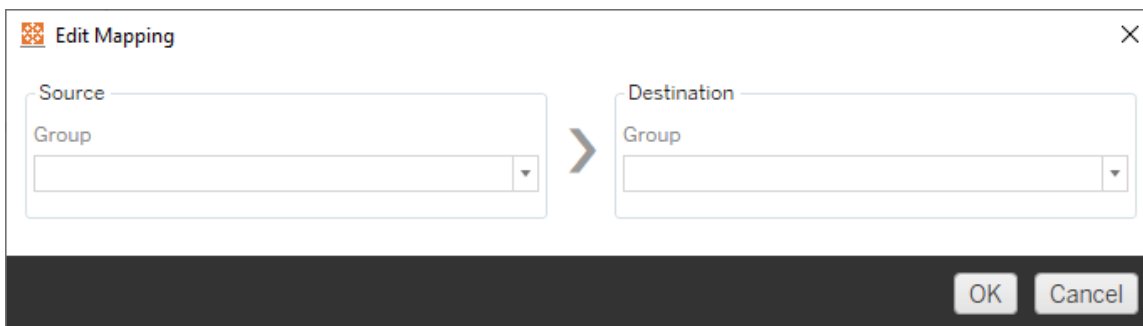 Edit Mapping
Source
Group
Destination
Group
OK
Cancel